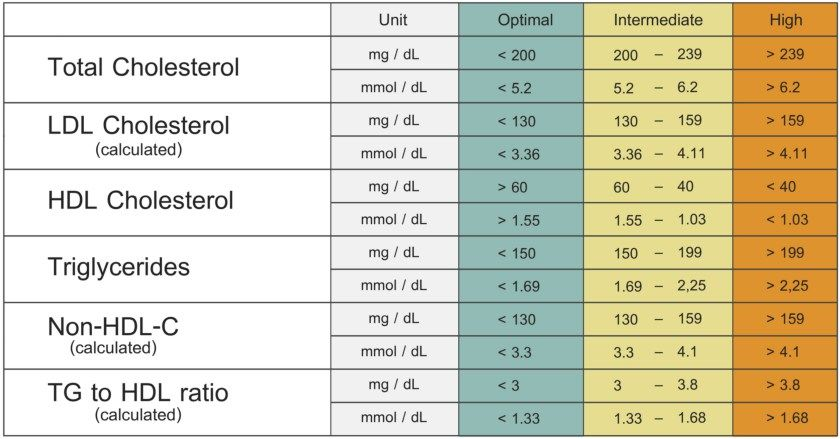 Unit Optimal Intermediate High
Total Cholesterol
mg / dL < 200 200 – 239 > 239
mmol / dL < 5.2 5.2 – 6.2 > 6.2
LDL Cholesterol
(calculated)
mg / dL < 130 130 – 159 > 159
mmol / dL < 3.36 3.36 – 4.11 > 4.11
HDL Cholesterol
mg / dL > 60 60 – 40 < 40
mmol / dL > 1.55 1.55 – 1.03 < 1.03
Triglycerides
mg / dL < 150 150 – 199 > 199
mmol / dL < 1.69 1.69 – 2,25 > 2,25
Non-HDL-C
(calculated)
mg / dL < 130 130 – 159 > 159
mmol / dL < 3.3 3.3 – 4.1 > 4.1
TG to HDL ratio
(calculated)
mg / dL < 3 3 – 3.8 > 3.8
mmol / dL < 1.33 1.33 – 1.68 > 1.68